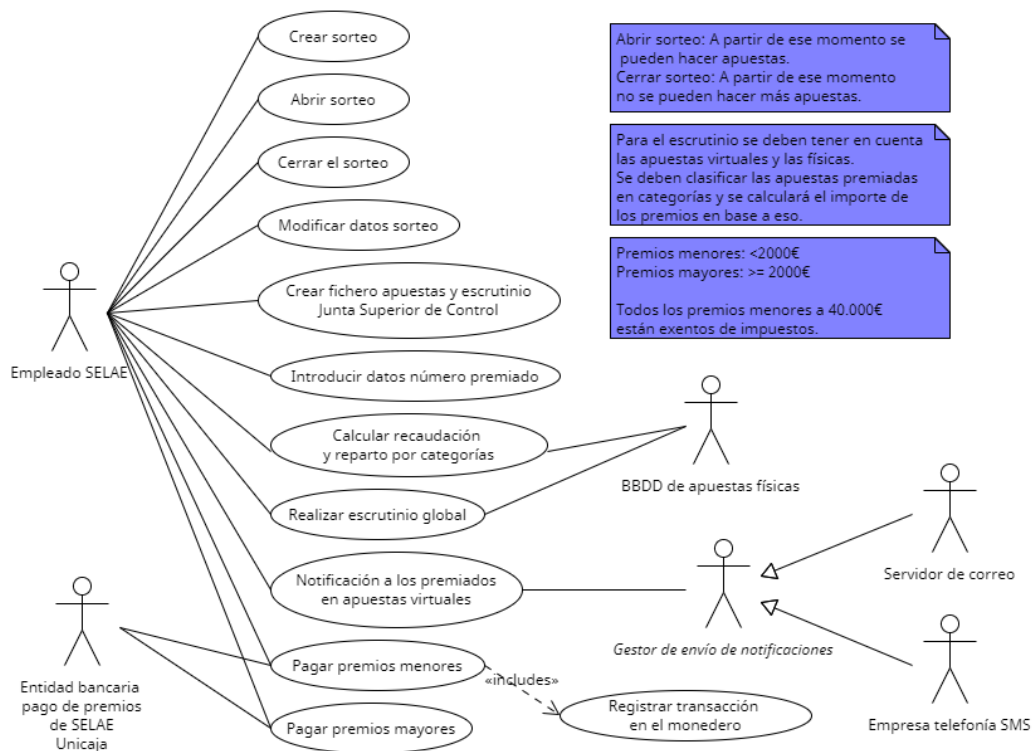 Crear sorteo
Abrir sorteo
Cerrar el sorteo
Modificar datos sorteo
Crear fichero apuestas y escrutinio
Junta Superior de Control
Empleado SELAE
Introducir datos número premiado
Calcular recaudación
y reparto por categorías
Realizar escrutinio global
Notificación a los premiados
en apuestas virtuales
Pagar premios menores
Pagar premios mayores
Entidad bancaria
pago de premios
de SELAE
Unicaja
«includes»
Registrar transacción
en el monedero
Abrir sorteo: A partir de ese momento se
pueden hacer apuestas.
Cerrar sorteo: A partir de ese momento
no se pueden hacer más apuestas.
Para el escrutinio se deben tener en cuenta
las apuestas virtuales y las físicas.
Se deben clasificar las apuestas premiadas
en categorías y se calculará el importe de
los premios en base a eso.
Premios menores: <2000€
Premios mayores: >= 2000€
Todos los premios menores a 40.000€
están exentos de impuestos.
BBDD de apuestas físicas
Servidor de correo
Gestor de envío de notificaciones
Empresa telefonía SMS